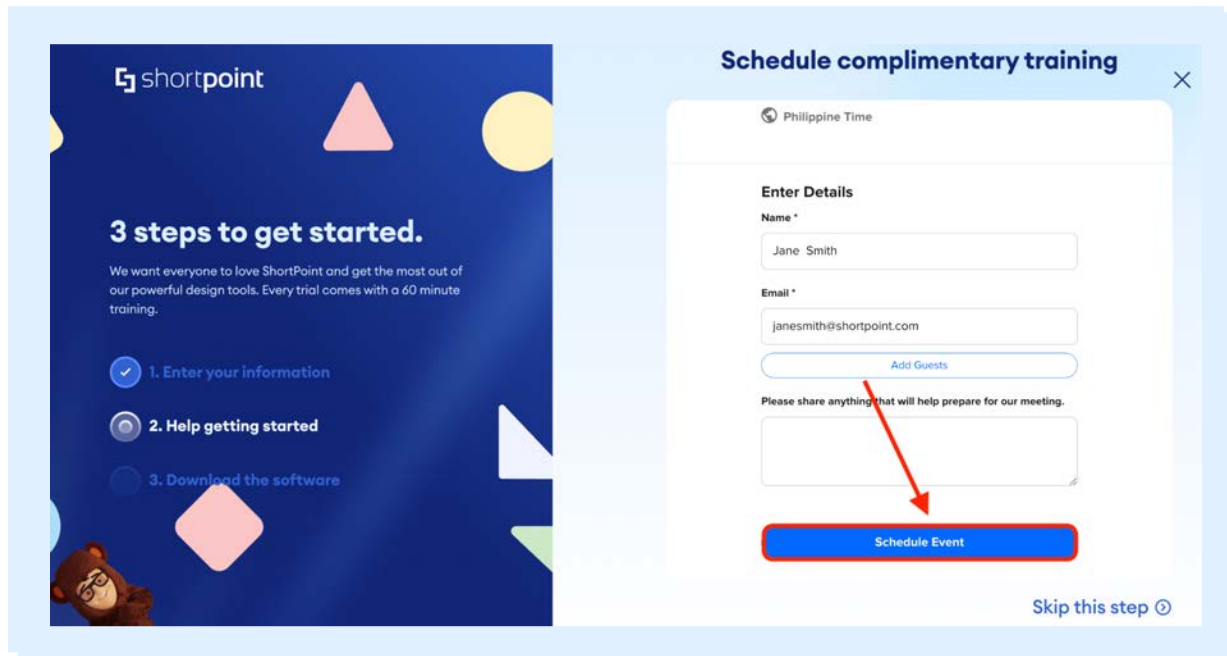 shortpoint
3 steps to get started.
We want everyone to love ShortPoint and get the most out of
our powerful design tools. Every trial comes with a 60 minute
training.
1. Enter your information
2. Help getting started
3. Download the software
Schedule complimentary training
Philippine Time
Enter Details
Name *
Jane Smith
Email *
janesmith@shortpoint.com
Add Guests
Please share anything that will help prepare for our meeting.
Schedule Event
Skip this step